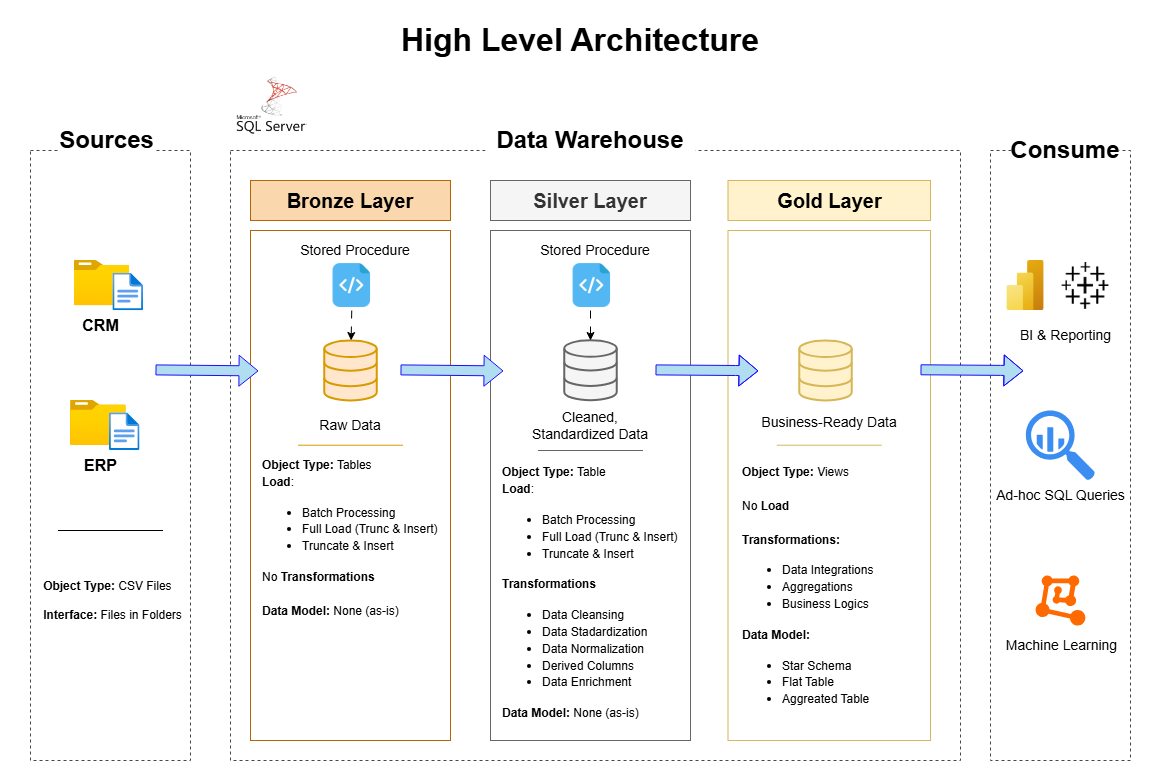 High Level Architecture
Microsoft
SQL Server
Sources
Data Warehouse
Consume
CRM
ERP
Object Type: CSV Files
Interface: Files in Folders
Bronze Layer
Stored Procedure
Raw Data
Object Type: Tables
Load:
Batch Processing
Full Load (Trunc & Insert)
Truncate & Insert
No Transformations
Data Model: None (as-is)
Silver Layer
Stored Procedure
Cleaned,
Standardized Data
Object Type: Table
Load:
Batch Processing
Full Load (Trunc & Insert)
Truncate & Insert
Transformations
Data Cleansing
Data Stadardization
Data Normalization
Derived Columns
Data Enrichment
Data Model: None (as-is)
Gold Layer
Business-Ready Data
Object Type: Views
No Load
Transformations:
Data Integrations
Aggregations
Business Logics
Data Model:
Star Schema
Flat Table
Aggreated Table
BI & Reporting
Ad-hoc SQL Queries
Machine Learning